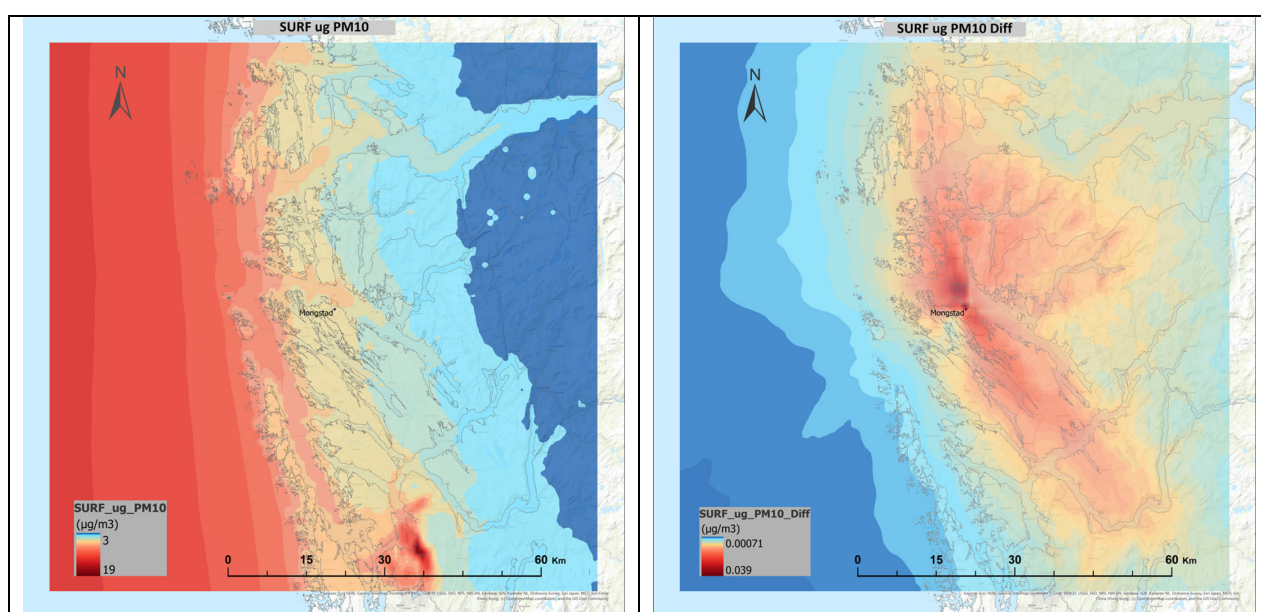 SURF ug PM10
N
Mongstad
SURF_ug_PM10
(µg/m3)
3
19
0 15 30 60 Km
SURF ug PM10 Diff
N
Mongstad
SURF_ug_PM10_Diff
(µg/m3)
0.00071
0.039
0 15 30 60 Km